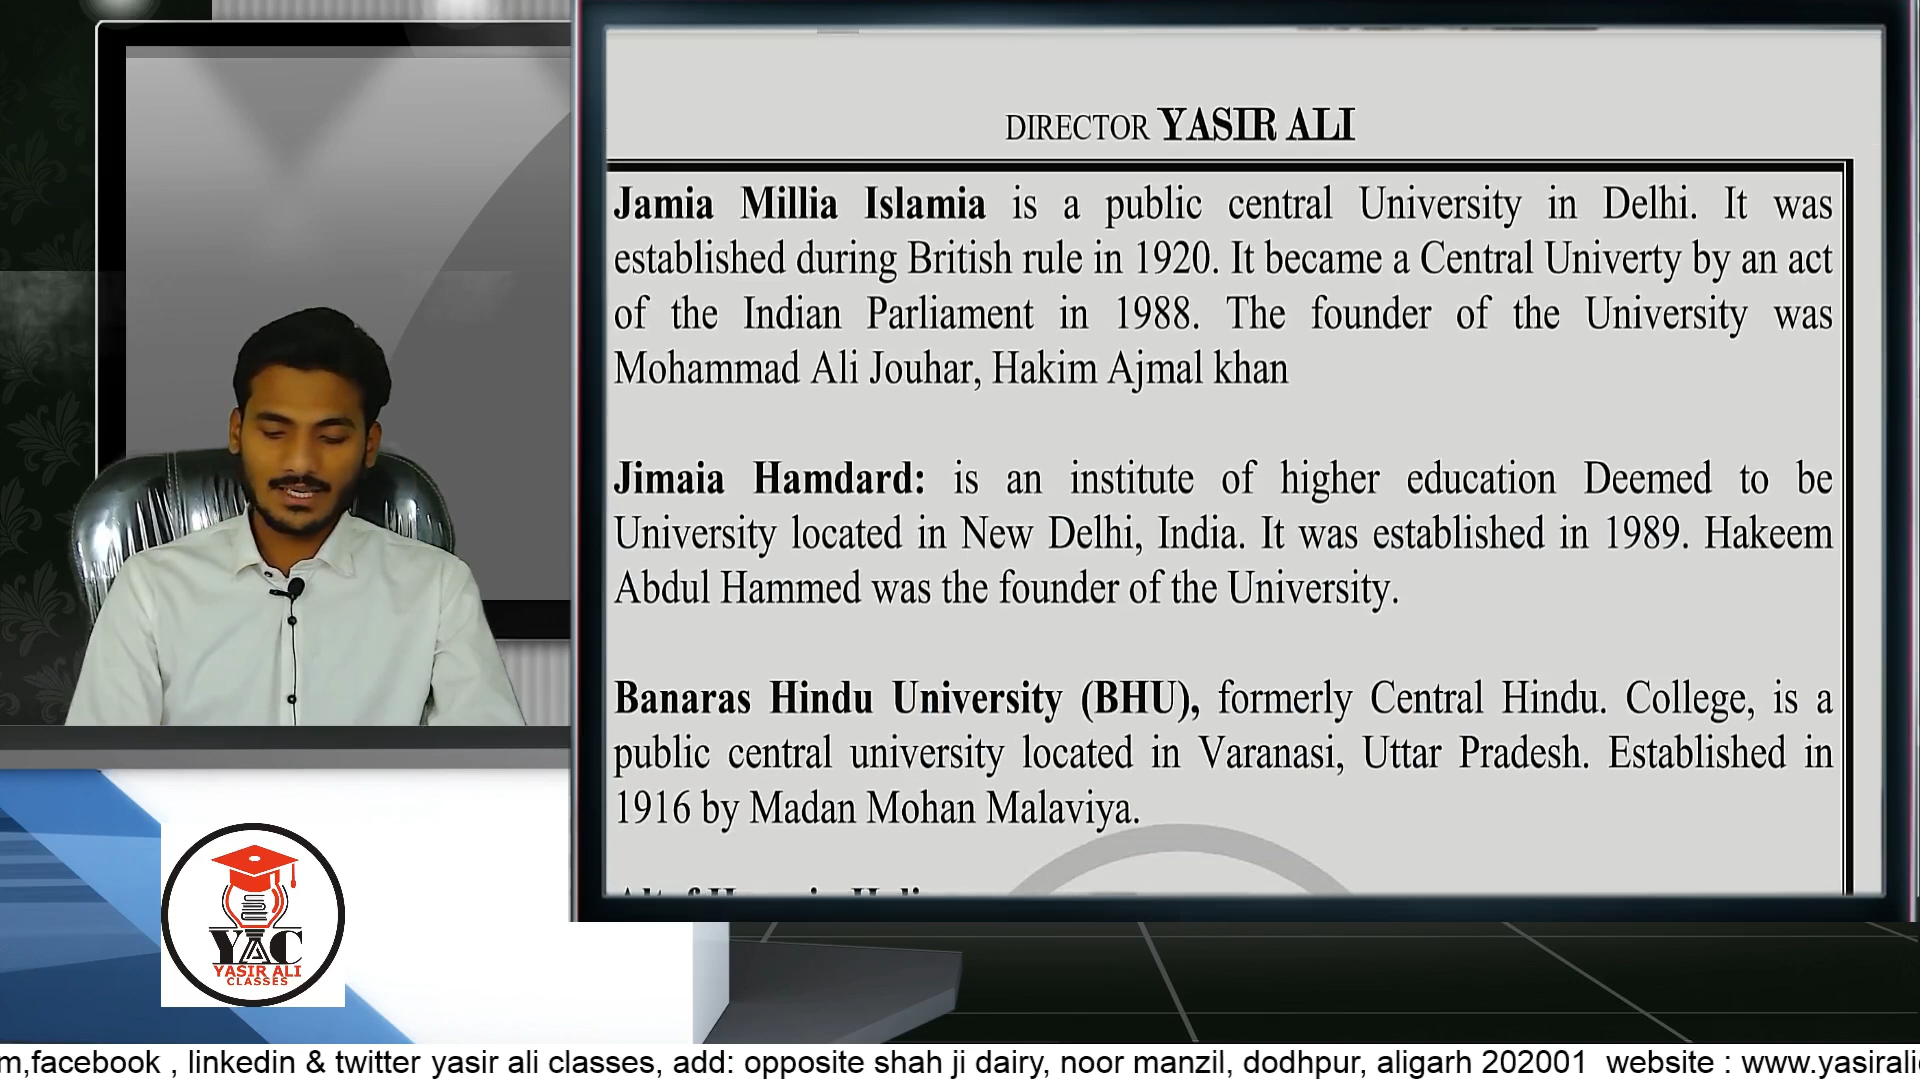 DIRECTOR YASIR ALI
Jamia Millia Islamia is a public central University in Delhi. It was
established during British rule in 1920. It became a Central Univerty by an act
of the Indian Parliament in 1988. The founder of the University was
Mohammad Ali Jouhar, Hakim Ajmal khan
Jimaia Hamdard: is an institute of higher education Deemed to be
University located in New Delhi, India. It was established in 1989. Hakeem
Abdul Hammed was the founder of the University.
Banaras Hindu University (BHU), formerly Central Hindu. College, is a
public central university located in Varanasi, Uttar Pradesh. Established in
1916 by Madan Mohan Malaviya.
YAC
YASIR ALI
CLASSES
m,facebook , linkedin & twitter yasir ali classes, add: opposite shah ji dairy, noor manzil, dodhpur, aligarh 202001 website : www.yasirali